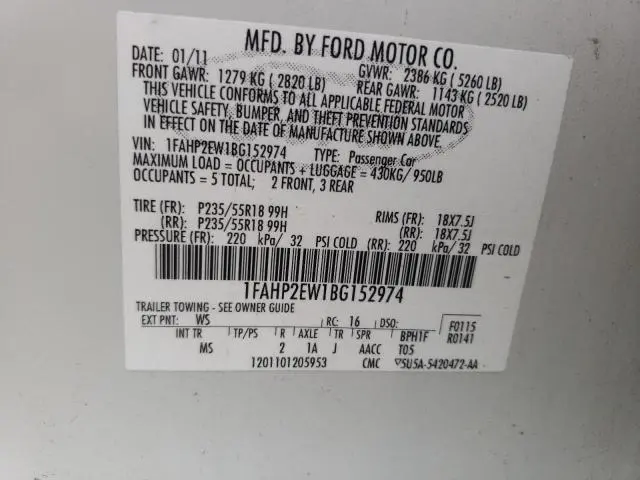 MFD. BY FORD MOTOR CO.
DATE: 01/11 GVWR: 2386 KG ( 5260 LB)
FRONT GAWR: 1279 KG ( 2820 LB) REAR GAWR: 1143 KG ( 2520 LB)
THIS VEHICLE CONFORMS TO ALL APPLICABLE FEDERAL MOTOR
VEHICLE SAFETY, BUMPER, AND THEFT PREVENTION STANDARDS
IN EFFECT ON THE DATE OF MANUFACTURE SHOWN ABOVE.
VIN: 1FAHP2EW1BG152974 TYPE: Passenger Car
MAXIMUM LOAD = OCCUPANTS + LUGGAGE = 430KG/ 950LB
OCCUPANTS = 5 TOTAL; 2 FRONT, 3 REAR
TIRE (FR): P235/55R18 99H RIMS (FR): 18X7.5J
(RR): P235/55R18 99H (RR): 18X7.5J
PRESSURE (FR): 220 kPa/ 32 PSI COLD (RR): 220 kPa/ 32 PSI COLD
1FAHP2EW1BG152974
TRAILER TOWING - SEE OWNER GUIDE
EXT PNT: WS RC: 16 DSO: F0115
INT TR TP/PS R AXLE TR SPR BPH1F R0141
MS 2 1A J AACC T05
1201101205953 CMC 5U5A-5420472-AA